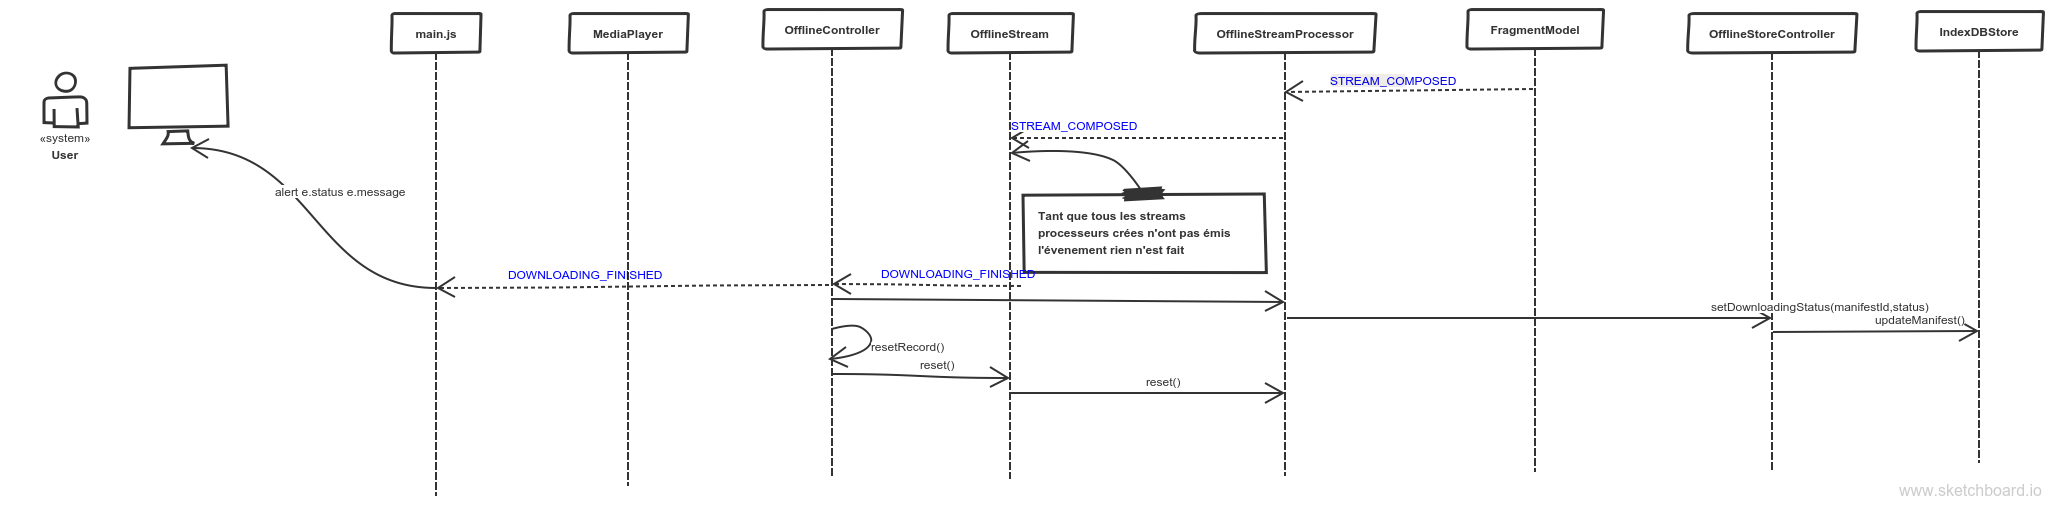 main.js
MediaPlayer
OfflineController
OfflineStream
OfflineStreamProcessor
FragmentModel
OfflineStoreController
IndexDBStore
STREAM_COMPOSED
STREAM_COMPOSED
«system»
User
alert e.status e.message
Tant que tous les streams
processeurs crées n'ont pas émis
l'évenement rien n'est fait
DOWNLOADING_FINISHED
DOWNLOADING_FINISHED
setDownloadingStatus(manifestId,status)
updateManifest()
resetRecord()
reset()
reset()
www.sketchboard.io